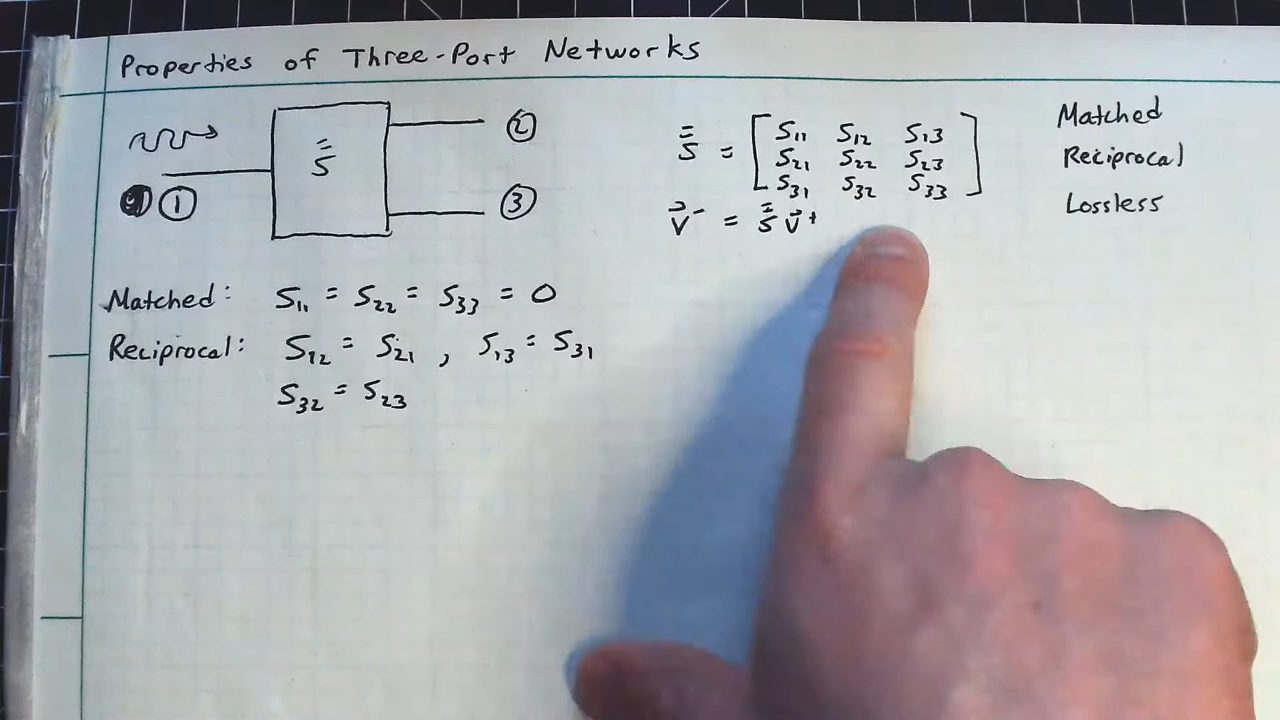 Properties of Three-Port Networks
S̿
①
②
③
S̿ = [ S₁₁ S₁₂ S₁₃
S₂₁ S₂₂ S₂₃
S₃₁ S₃₂ S₃₃ ]
V⃗⁻ = S̿ V⃗⁺
Matched
Reciprocal
Lossless
Matched: S₁₁ = S₂₂ = S₃₃ = 0
Reciprocal: S₁₂ = S₂₁ , S₁₃ = S₃₁
S₃₂ = S₂₃